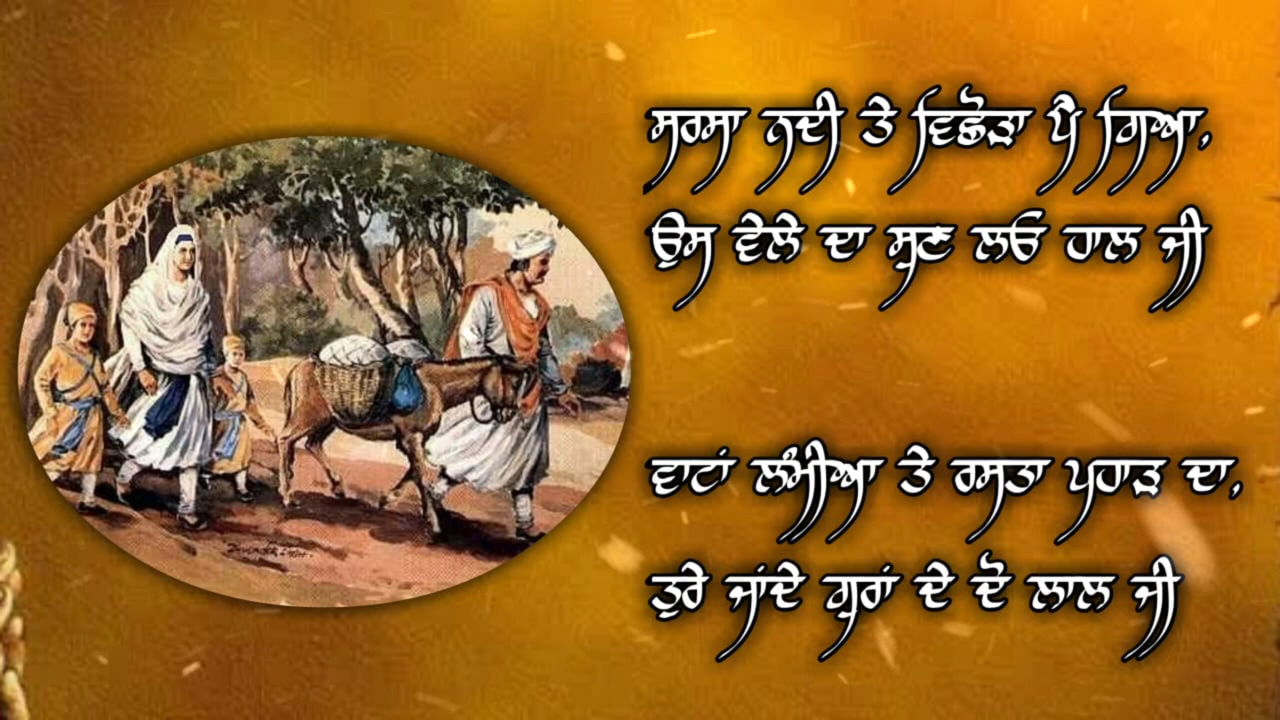 ਸਰਸਾ ਨਦੀ ਤੇ ਵਿਛੋੜਾ ਪੈ ਗਿਆ,
ਉਸ ਵੇਲੇ ਦਾ ਸੁਣ ਲਓ ਹਾਲ ਜੀ
ਵਾਟਾਂ ਲੰਮੀਆ ਤੇ ਰਸਤਾ ਪਹਾੜ ਦਾ,
ਤੁਰੇ ਜਾਂਦੇ ਗੁਰਾਂ ਦੇ ਦੋ ਲਾਲ ਜੀ